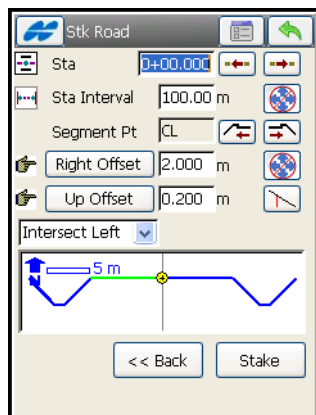 Stk Road
Sta 0+00.000
Sta Interval 100.00 m
Segment Pt CL
Right Offset 2.000 m
Up Offset 0.200 m
Intersect Left
N 5 m
<< Back Stake